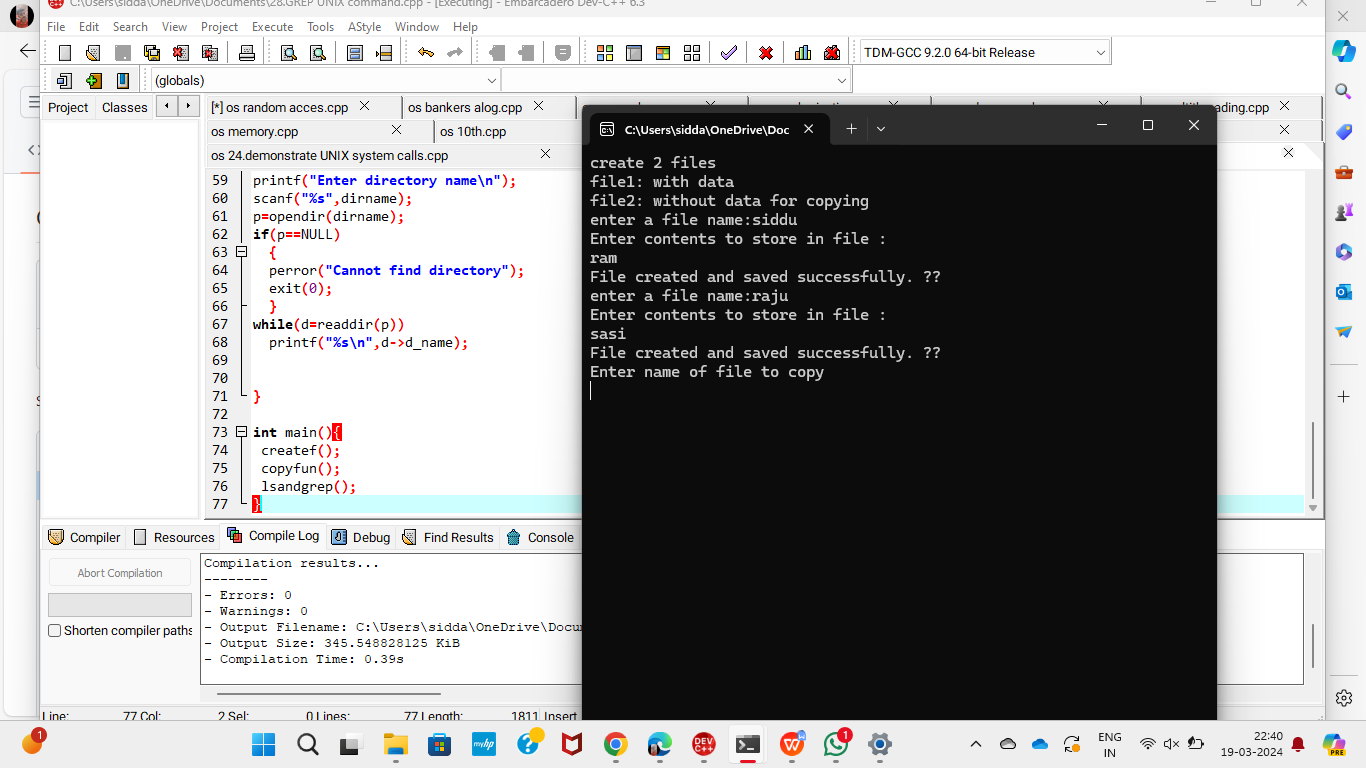 C:\Users\sidda\OneDrive\Documents\28.GREP UNIX command.cpp - [Executing] - Embarcadero Dev-C++ 6.3
File Edit Search View Project Execute Tools AStyle Window Help
TDM-GCC 9.2.0 64-bit Release
(globals)
Project Classes
[*] os random acces.cpp os bankers alog.cpp
os memory.cpp os 10th.cpp
os 24.demonstrate UNIX system calls.cpp
59 printf("Enter directory name\n");
60 scanf("%s",dirname);
61 p=opendir(dirname);
62 if(p==NULL)
63 {
64 perror("Cannot find directory");
65 exit(0);
66 }
67 while(d=readdir(p))
68 printf("%s\n",d->d_name);
69
70
71 }
72
73 int main(){
74 createf();
75 copyfun();
76 lsandgrep();
77 }
C:\Users\sidda\OneDrive\Doc
create 2 files
file1: with data
file2: without data for copying
enter a file name:siddu
Enter contents to store in file :
ram
File created and saved successfully. ??
enter a file name:raju
Enter contents to store in file :
sasi
File created and saved successfully. ??
Enter name of file to copy
Compiler Resources Compile Log Debug Find Results Console
Abort Compilation
Shorten compiler paths
Compilation results...
--------
- Errors: 0
- Warnings: 0
- Output Filename: C:\Users\sidda\OneDrive\Docu
- Output Size: 345.548828125 KiB
- Compilation Time: 0.39s
Line: 77 Col: 2 Sel: 0 Lines: 77 Length: 1811 Insert
1
hp
DEV C++
1
ENG
IN
22:40
19-03-2024
PRE